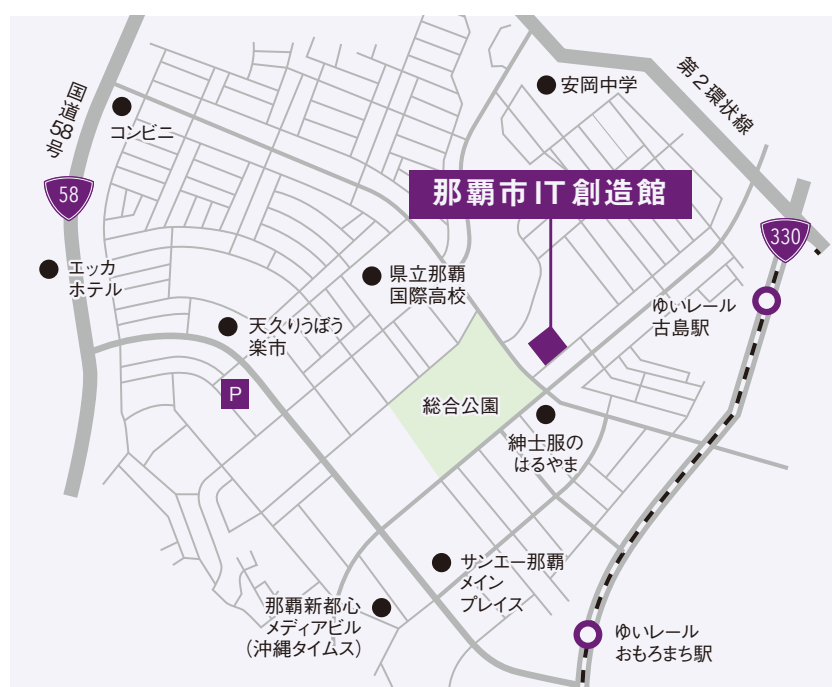 安岡中学
第2環状線
国道58号
コンビニ
58
那覇市IT創造館
330
エッカ
ホテル
県立那覇
国際高校
ゆいレール
古島駅
天久りうぼう
楽市
P
総合公園
紳士服の
はるやま
サンエー那覇
メイン
プレイス
那覇新都心
メディアビル
(沖縄タイムス)
ゆいレール
おもろまち駅